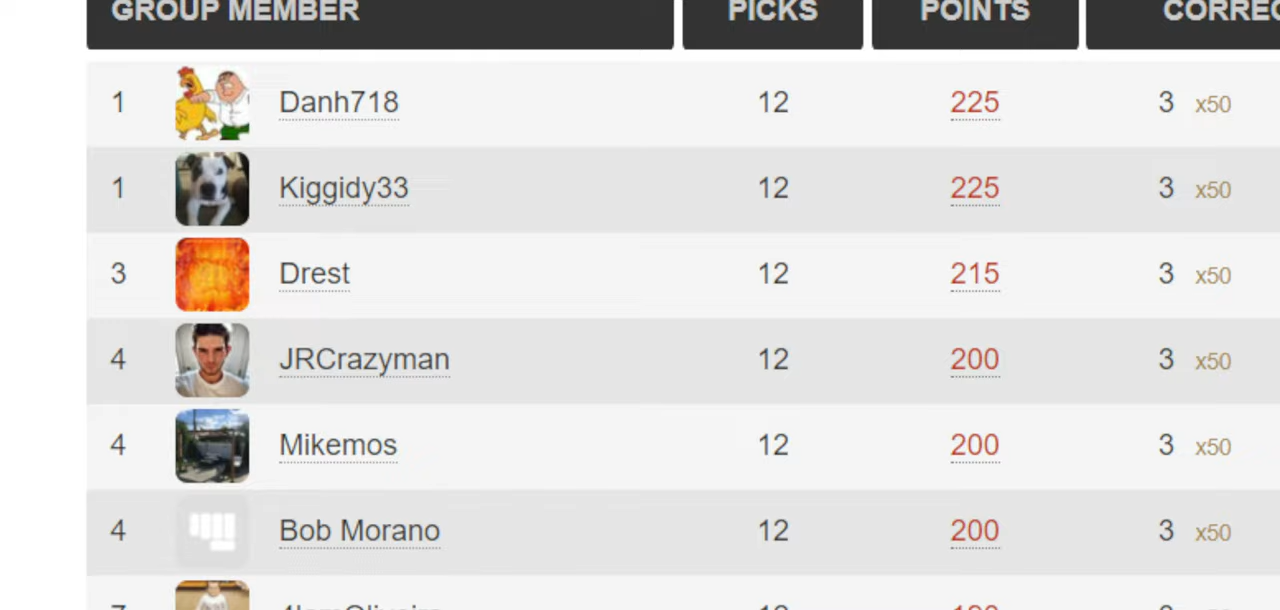 GROUP MEMBER PICKS POINTS
1 Danh718 12 225 3 x50
1 Kiggidy33 12 225 3 x50
3 Drest 12 215 3 x50
4 JRCrazyman 12 200 3 x50
4 Mikemos 12 200 3 x50
4 Bob Morano 12 200 3 x50